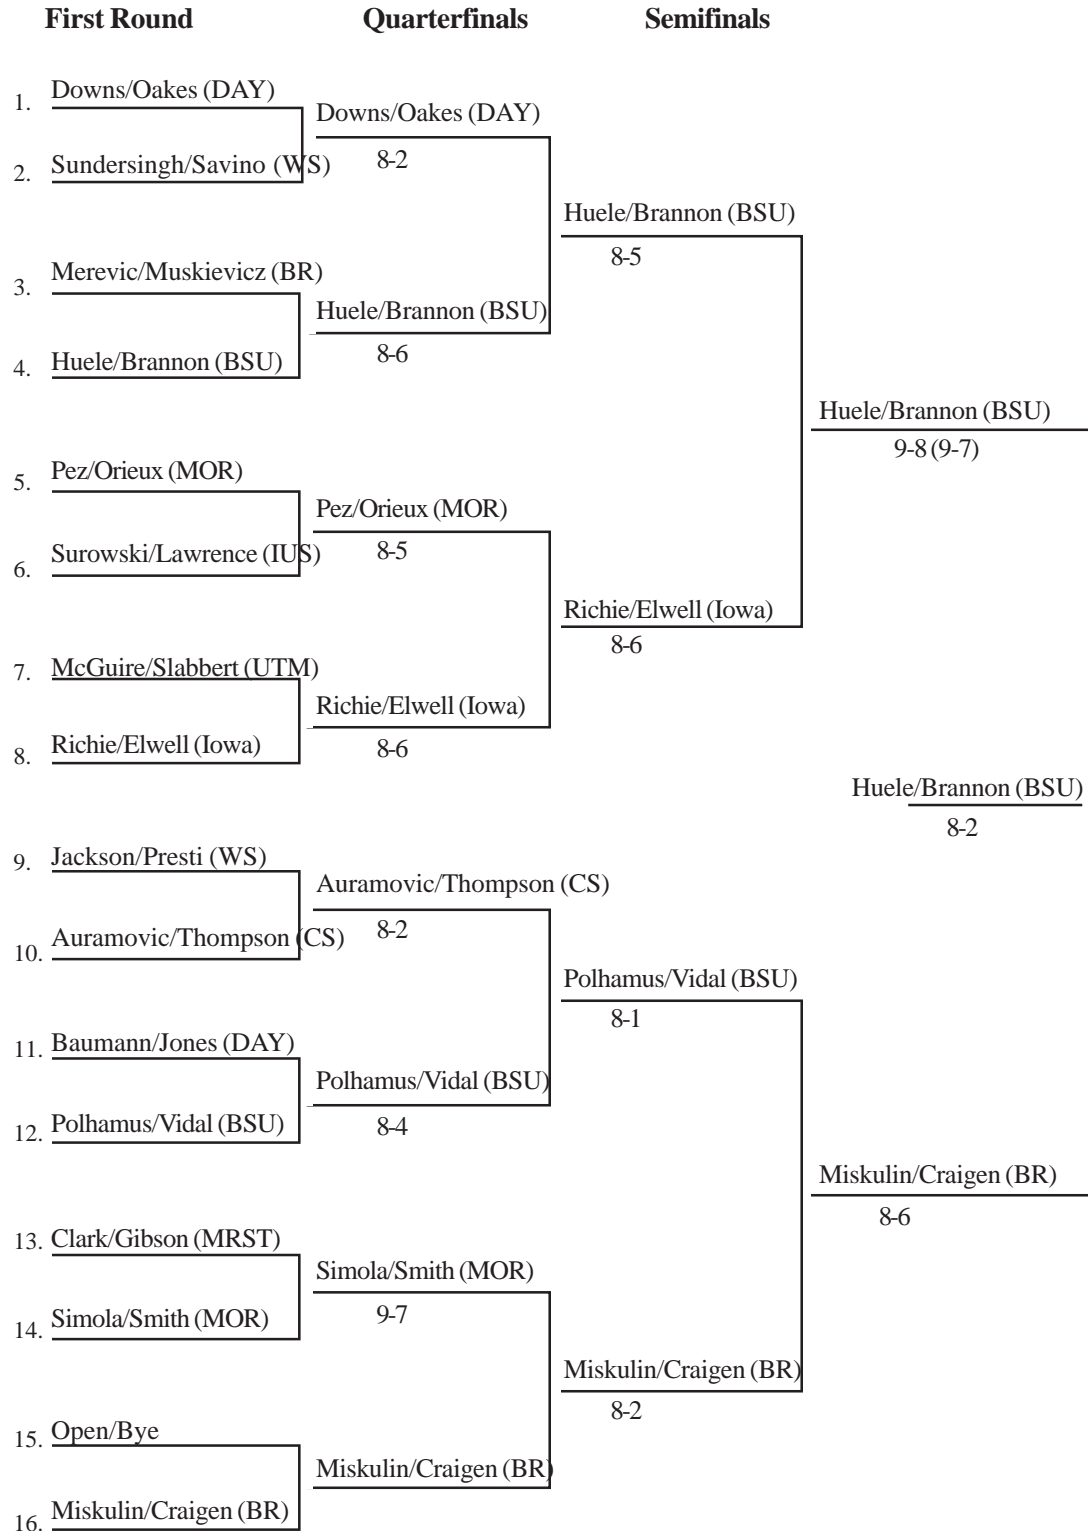 First Round Quarterfinals Semifinals
1. Downs/Oakes (DAY)
Downs/Oakes (DAY)
8-2
2. Sundersingh/Savino (WS)
Huele/Brannon (BSU)
8-5
3. Merevic/Muskievicz (BR)
Huele/Brannon (BSU)
8-6
4. Huele/Brannon (BSU)
Huele/Brannon (BSU)
9-8 (9-7)
5. Pez/Orieux (MOR)
Pez/Orieux (MOR)
8-5
6. Surowski/Lawrence (IUS)
Richie/Elwell (Iowa)
8-6
7. McGuire/Slabbert (UTM)
Richie/Elwell (Iowa)
8-6
8. Richie/Elwell (Iowa)
Huele/Brannon (BSU)
8-2
9. Jackson/Presti (WS)
Auramovic/Thompson (CS)
8-2
10. Auramovic/Thompson (CS)
Polhamus/Vidal (BSU)
8-1
11. Baumann/Jones (DAY)
Polhamus/Vidal (BSU)
8-4
12. Polhamus/Vidal (BSU)
Miskulin/Craigen (BR)
8-6
13. Clark/Gibson (MRST)
Simola/Smith (MOR)
9-7
14. Simola/Smith (MOR)
Miskulin/Craigen (BR)
8-2
15. Open/Bye
Miskulin/Craigen (BR)
16. Miskulin/Craigen (BR)